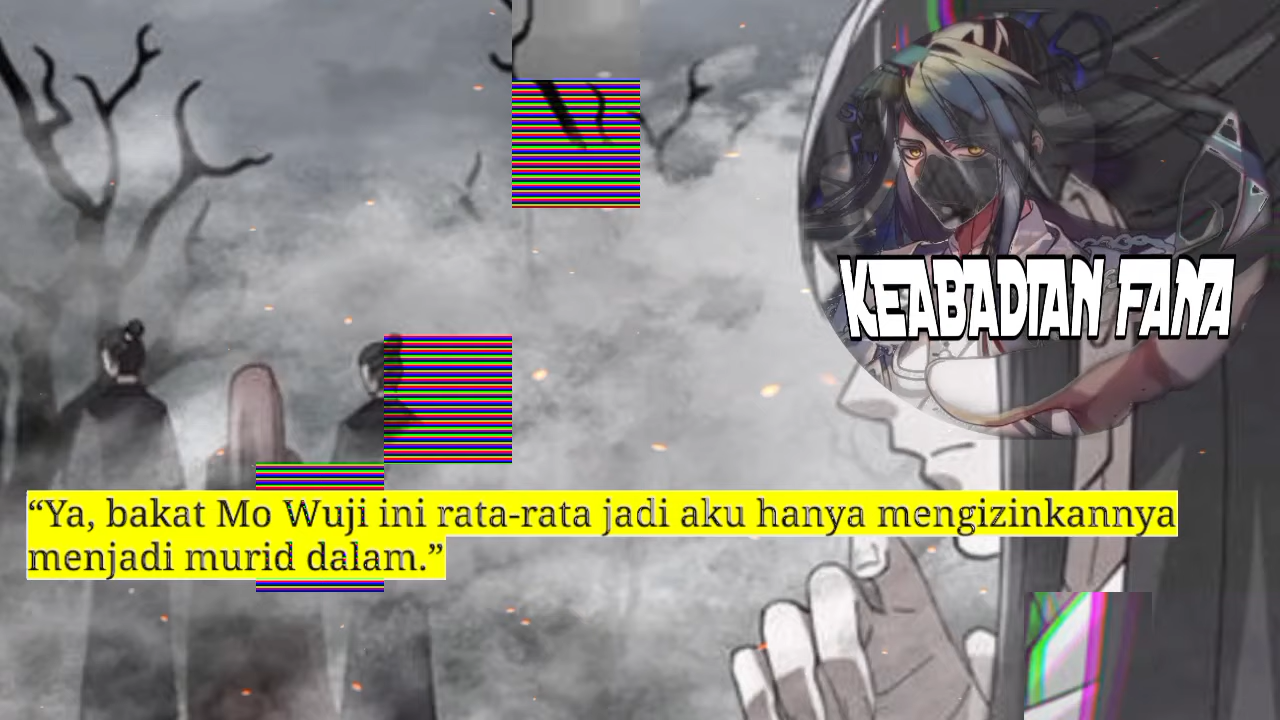 KEABADIAN FANA
“Ya, bakat Mo Wuji ini rata-rata jadi aku hanya mengizinkannya
menjadi murid dalam.”